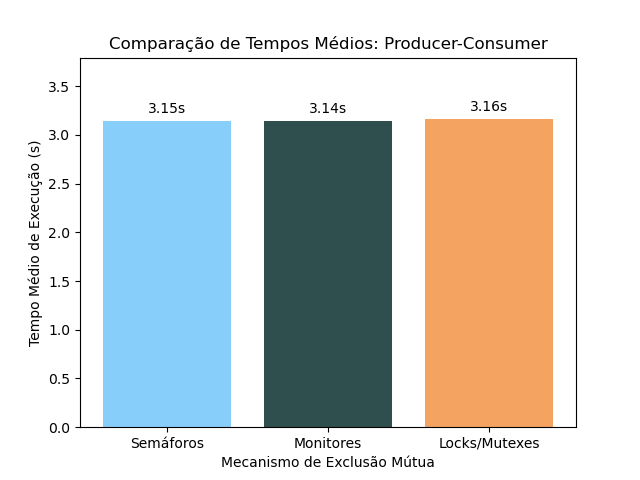 Comparação de Tempos Médios: Producer-Consumer
3.5
3.0
2.5
2.0
1.5
1.0
0.5
0.0
Tempo Médio de Execução (s)
3.15s
3.14s
3.16s
Semáforos
Monitores
Locks/Mutexes
Mecanismo de Exclusão Mútua